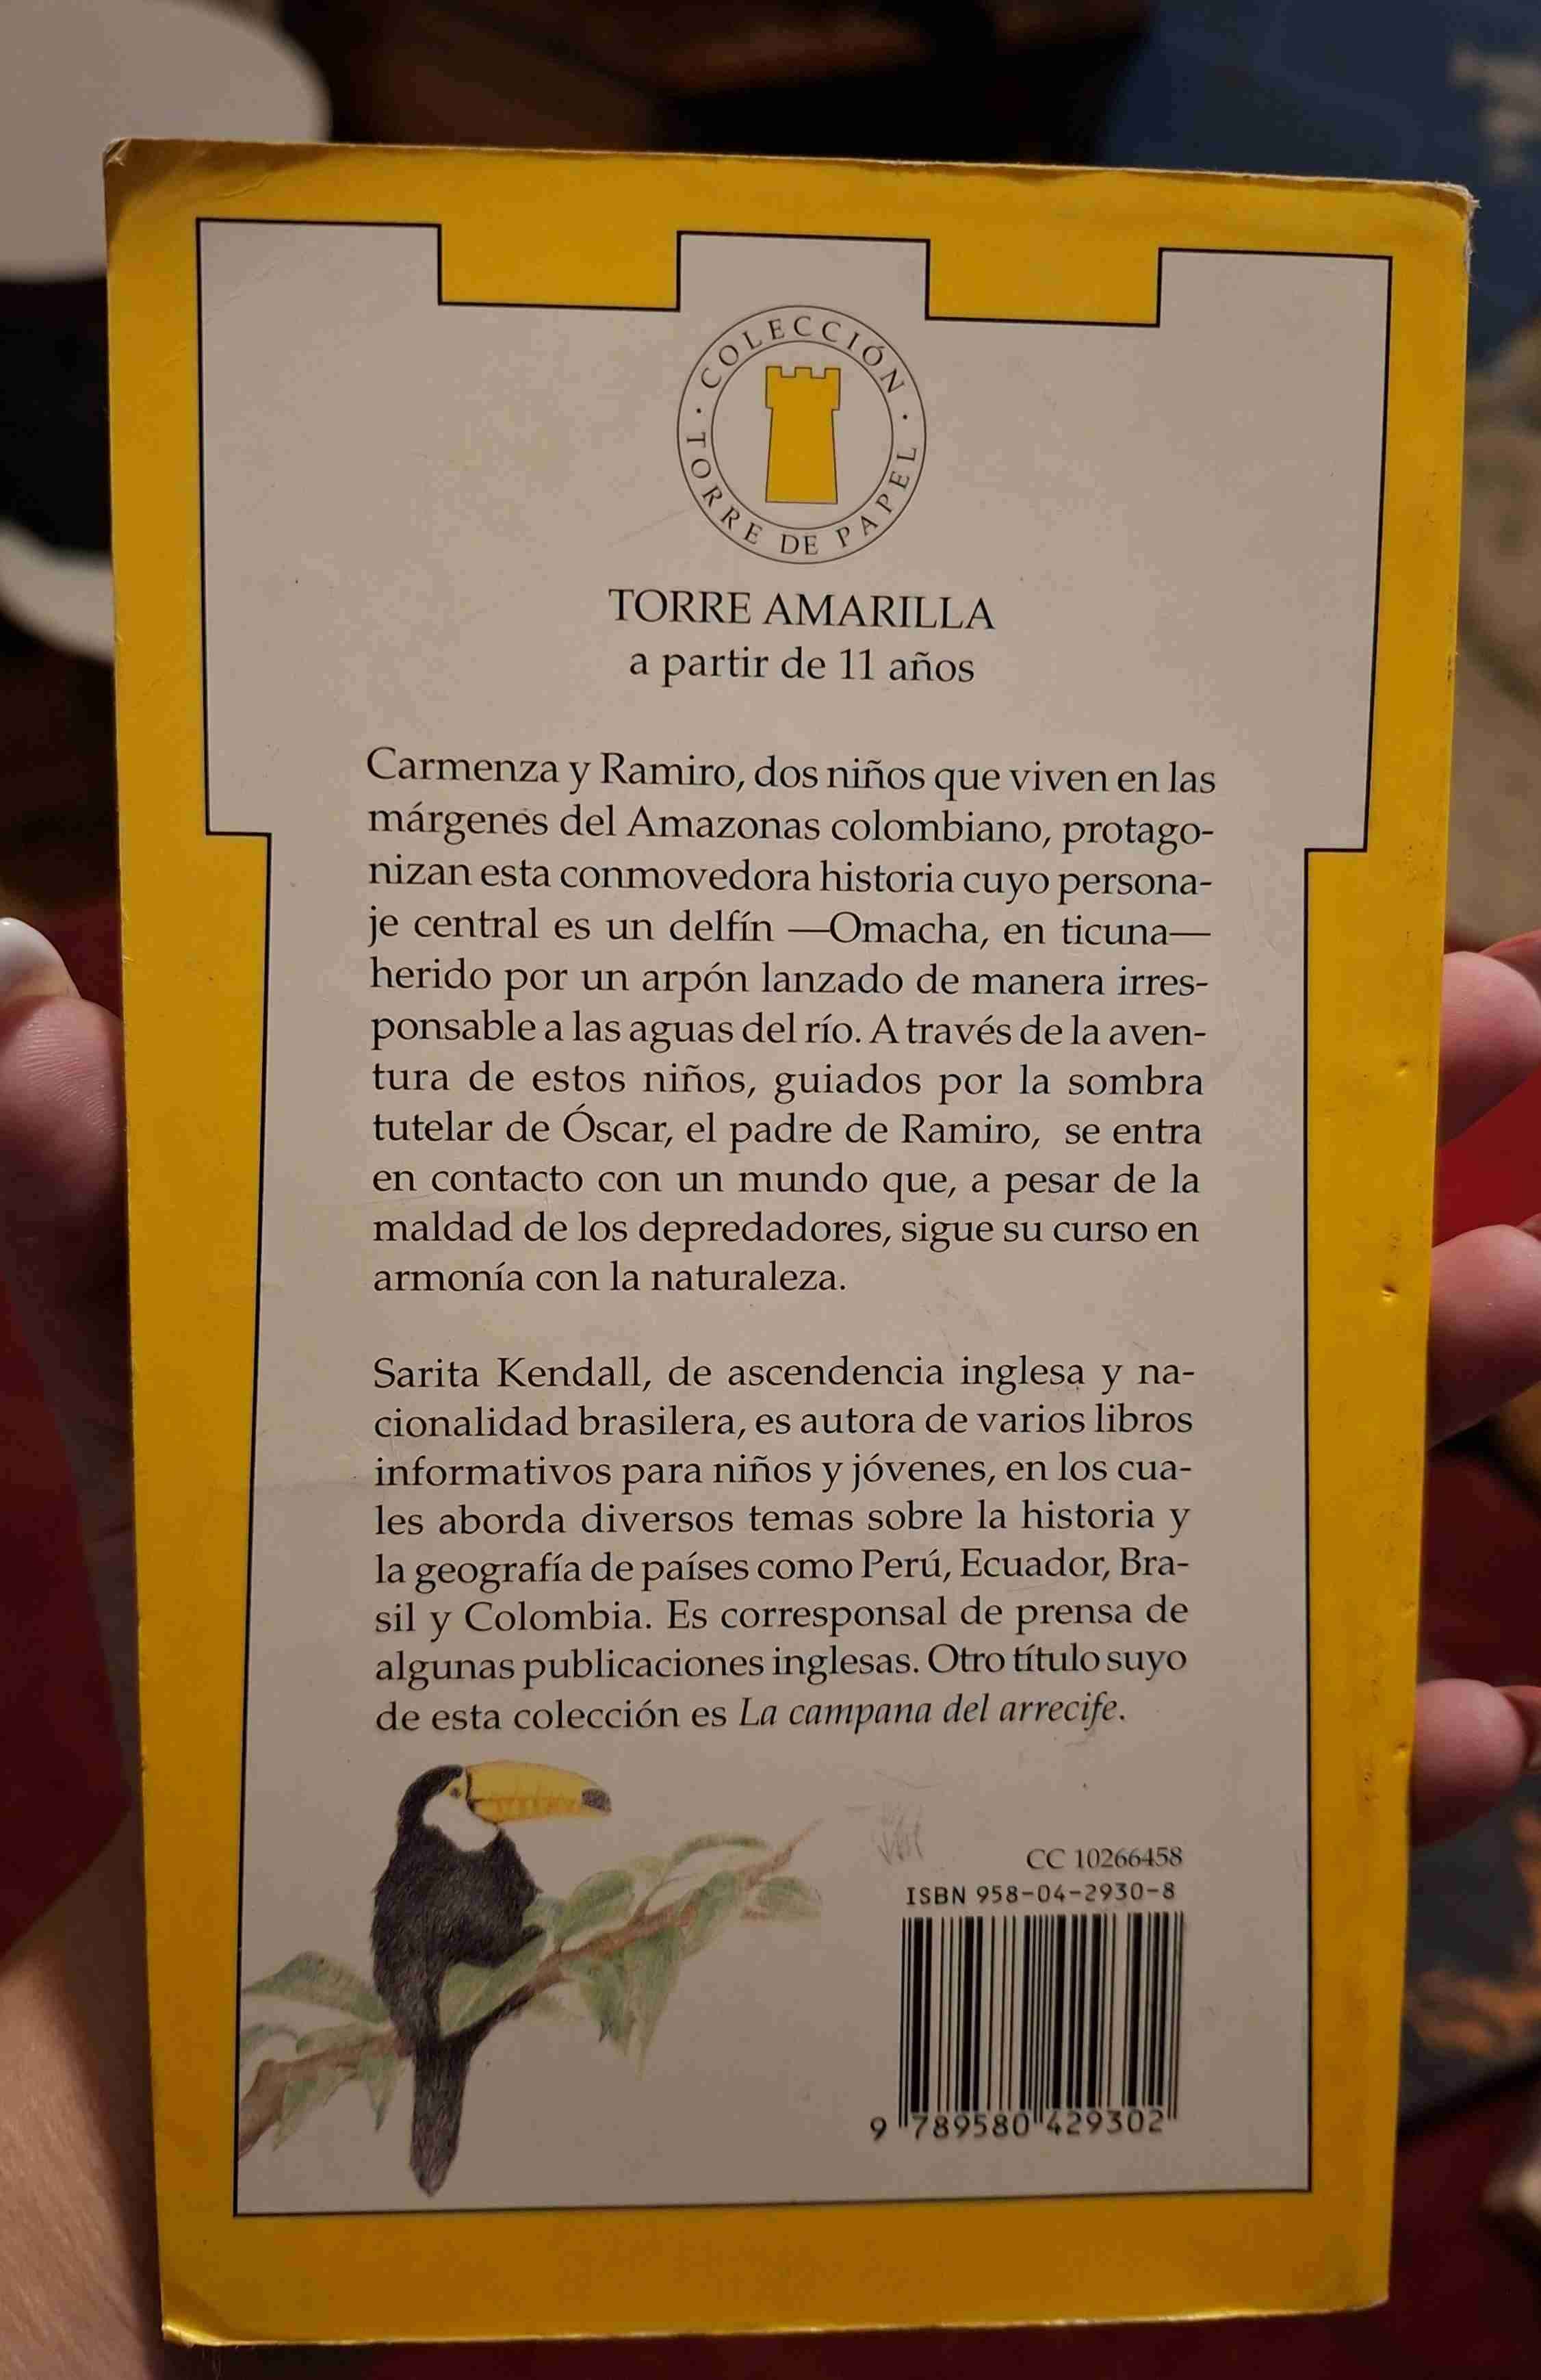 COLECCIÓN · TORRE DE PAPEL ·
TORRE AMARILLA
a partir de 11 años
Carmenza y Ramiro, dos niños que viven en las
márgenes del Amazonas colombiano, protago-
nizan esta conmovedora historia cuyo persona-
je central es un delfín —Omacha, en ticuna—
herido por un arpón lanzado de manera irres-
ponsable a las aguas del río. A través de la aven-
tura de estos niños, guiados por la sombra
tutelar de Óscar, el padre de Ramiro, se entra
en contacto con un mundo que, a pesar de la
maldad de los depredadores, sigue su curso en
armonía con la naturaleza.
Sarita Kendall, de ascendencia inglesa y na-
cionalidad brasilera, es autora de varios libros
informativos para niños y jóvenes, en los cua-
les aborda diversos temas sobre la historia y
la geografía de países como Perú, Ecuador, Bra-
sil y Colombia. Es corresponsal de prensa de
algunas publicaciones inglesas. Otro título suyo
de esta colección es La campana del arrecife.
CC 10266458
ISBN 958-04-2930-8
9 789580 429302